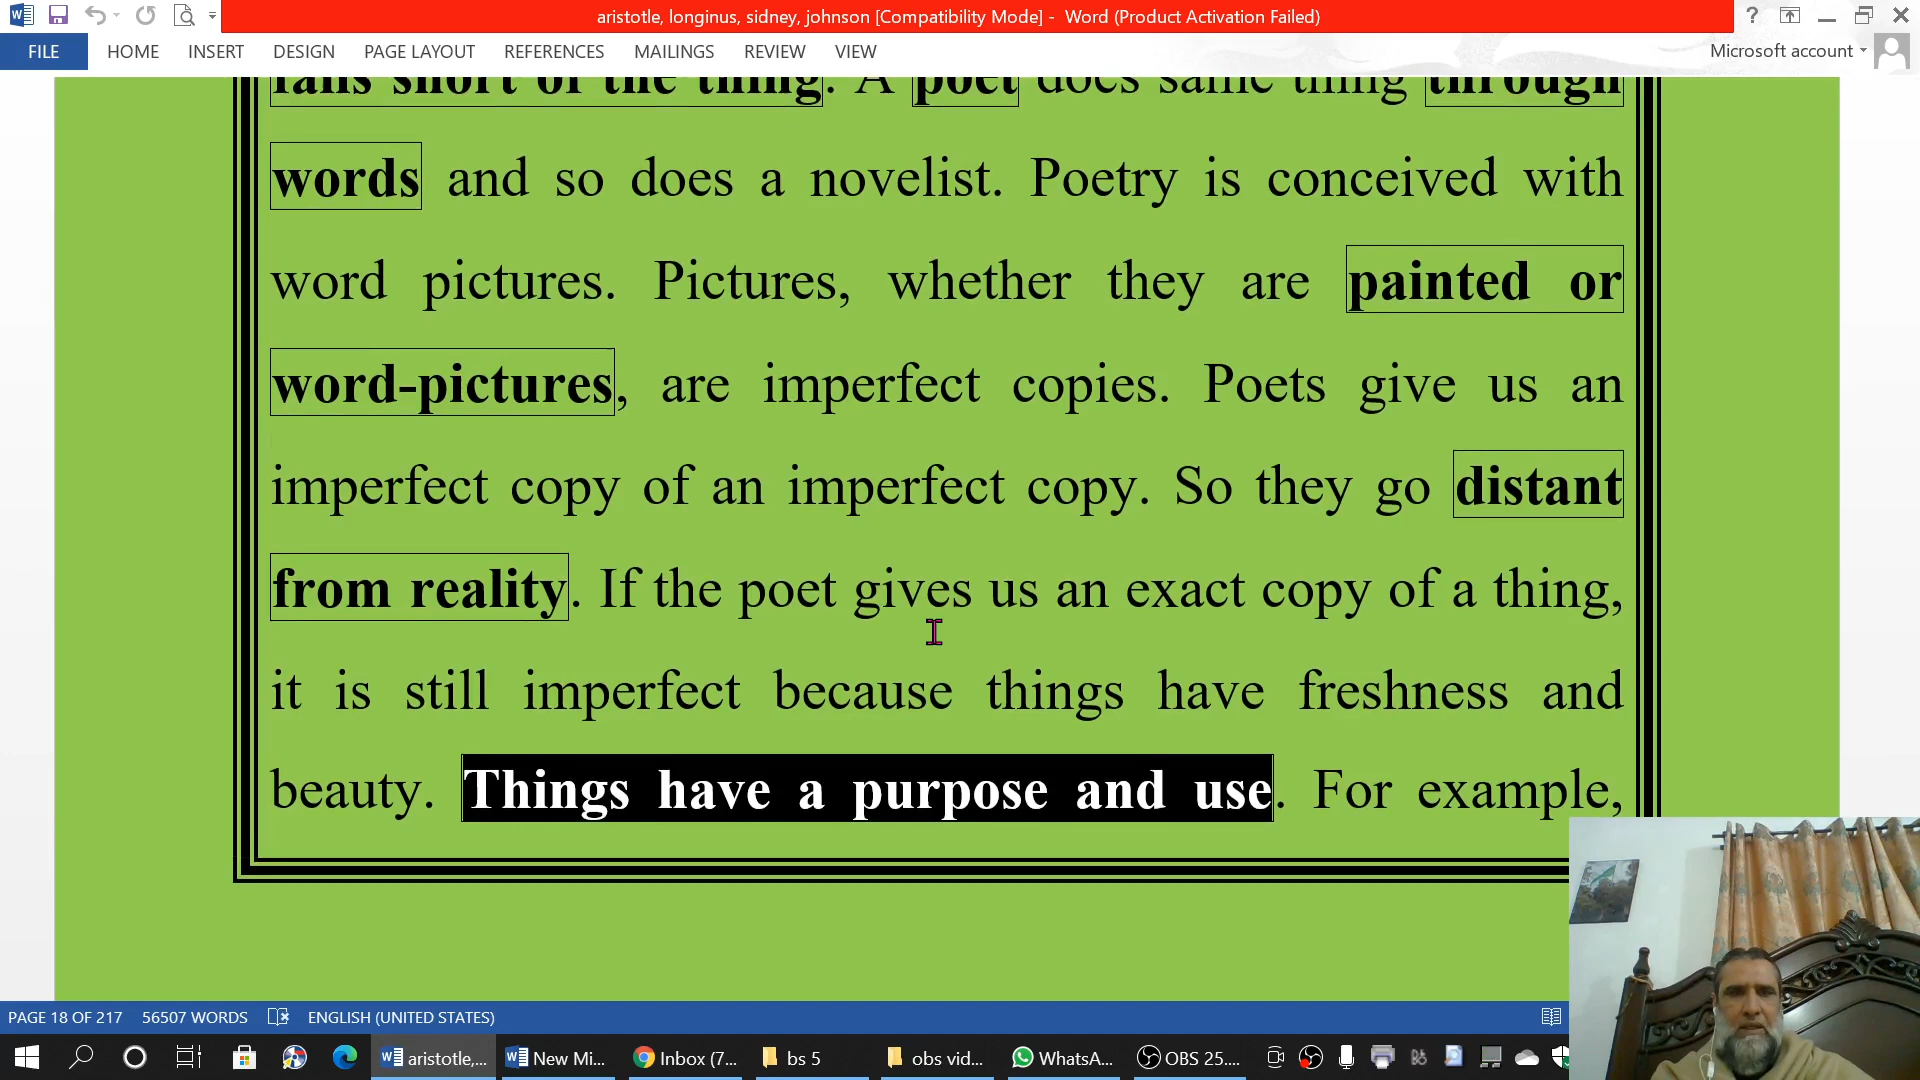 aristotle, longinus, sidney, johnson [Compatibility Mode] - Word (Product Activation Failed)
FILE HOME INSERT DESIGN PAGE LAYOUT REFERENCES MAILINGS REVIEW VIEW Microsoft account
falls short of the thing. A poet does same thing through
words and so does a novelist. Poetry is conceived with
word pictures. Pictures, whether they are painted or
word-pictures, are imperfect copies. Poets give us an
imperfect copy of an imperfect copy. So they go distant
from reality. If the poet gives us an exact copy of a thing,
it is still imperfect because things have freshness and
beauty. Things have a purpose and use. For example,
PAGE 18 OF 217 56507 WORDS ENGLISH (UNITED STATES)
aristotle,... New Mi... Inbox (7... bs 5 obs vid... WhatsA... OBS 25....